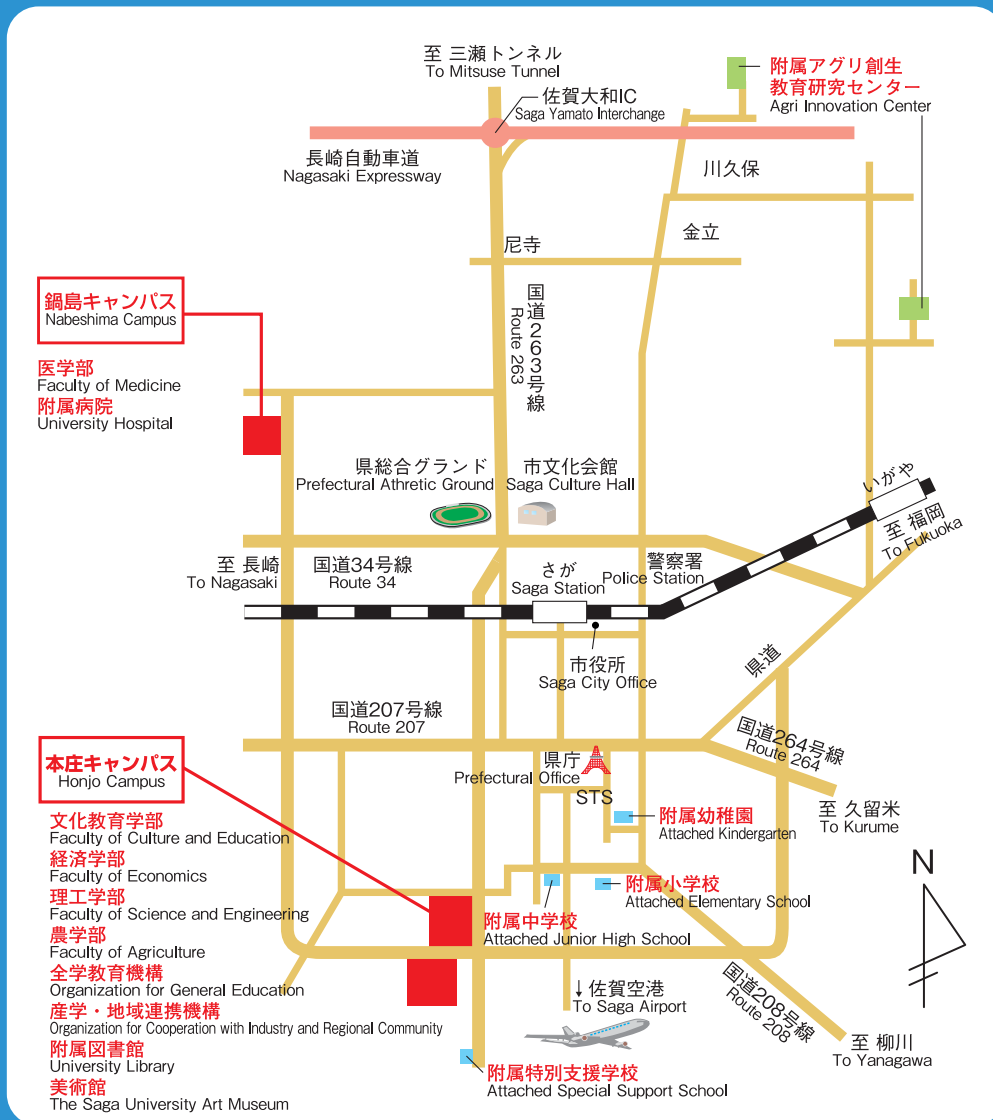 至 三瀬トンネル
To Mitsuse Tunnel
附属アグリ創生
教育研究センター
Agri Innovation Center
佐賀大和IC
Saga Yamato Interchange
長崎自動車道
Nagasaki Expressway
川久保
金立
尼寺
国道263号線
Route 263
鍋島キャンパス
Nabeshima Campus
医学部
Faculty of Medicine
附属病院
University Hospital
県総合グランド
Prefectural Athretic Ground
市文化会館
Saga Culture Hall
いがや
至 福岡
To Fukuoka
至 長崎
To Nagasaki
国道34号線
Route 34
さが
Saga Station
警察署
Police Station
市役所
Saga City Office
県道
国道207号線
Route 207
国道264号線
Route 264
至 久留米
To Kurume
県庁
Prefectural Office
STS
本庄キャンパス
Honjo Campus
文化教育学部
Faculty of Culture and Education
経済学部
Faculty of Economics
理工学部
Faculty of Science and Engineering
農学部
Faculty of Agriculture
全学教育機構
Organization for General Education
産学・地域連携機構
Organization for Cooperation with Industry and Regional Community
附属図書館
University Library
美術館
The Saga University Art Museum
附属幼稚園
Attached Kindergarten
附属小学校
Attached Elementary School
附属中学校
Attached Junior High School
N
↓佐賀空港
To Saga Airport
国道208号線
Route 208
至 柳川
To Yanagawa
附属特別支援学校
Attached Special Support School